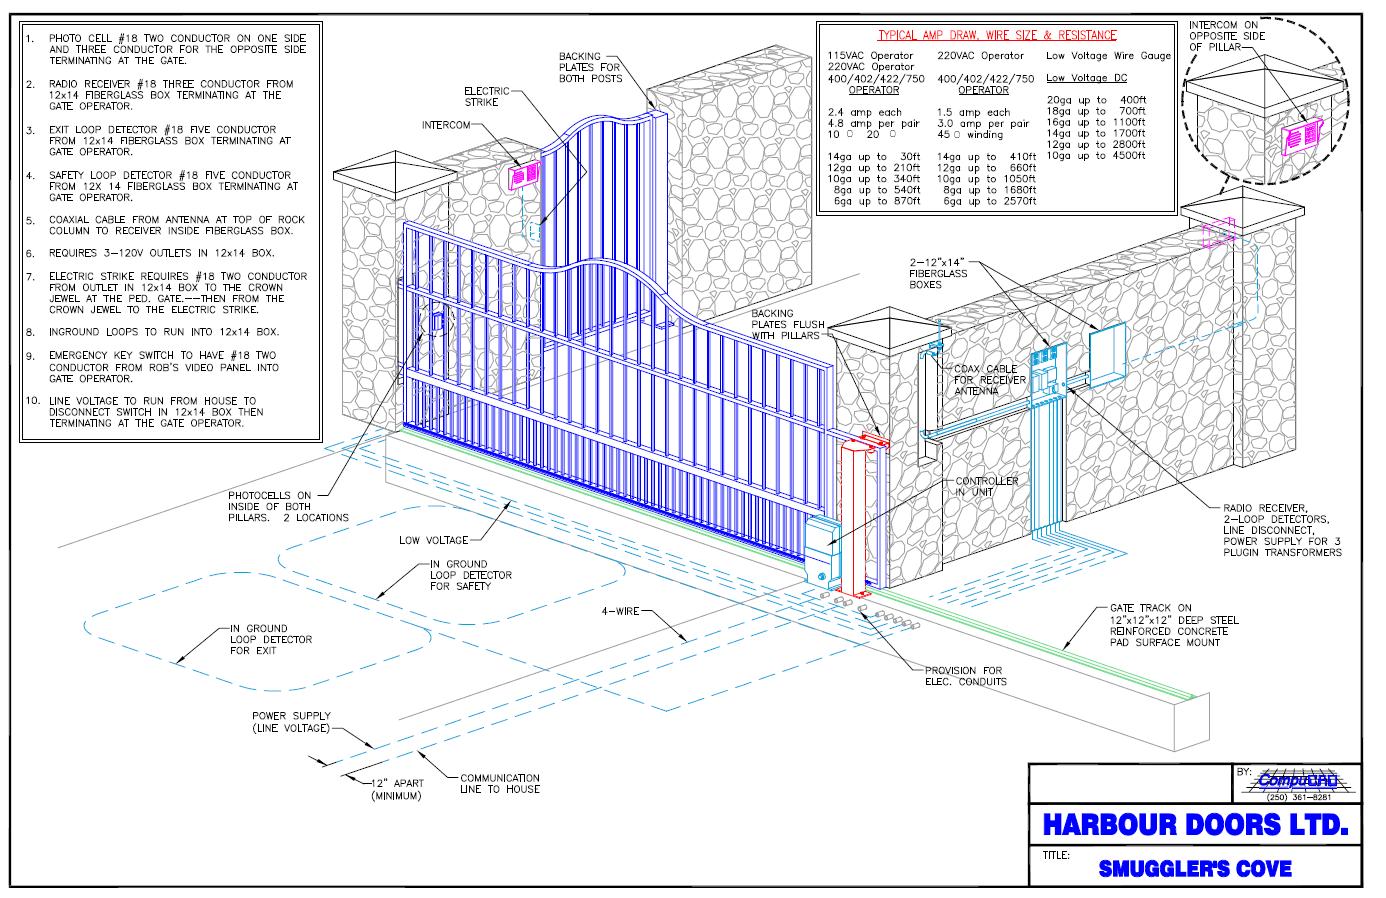 1. PHOTO CELL #18 TWO CONDUCTOR ON ONE SIDE
AND THREE CONDUCTOR FOR THE OPPOSITE SIDE
TERMINATING AT THE GATE.
2. RADIO RECEIVER #18 THREE CONDUCTOR FROM
12x14 FIBERGLASS BOX TERMINATING AT THE
GATE OPERATOR.
3. EXIT LOOP DETECTOR #18 FIVE CONDUCTOR
FROM 12x14 FIBERGLASS BOX TERMINATING AT
GATE OPERATOR.
4. SAFETY LOOP DETECTOR #18 FIVE CONDUCTOR
FROM 12X 14 FIBERGLASS BOX TERMINATING AT
GATE OPERATOR.
5. COAXIAL CABLE FROM ANTENNA AT TOP OF ROCK
COLUMN TO RECEIVER INSIDE FIBERGLASS BOX.
6. REQUIRES 3-120V OUTLETS IN 12x14 BOX.
7. ELECTRIC STRIKE REQUIRES #18 TWO CONDUCTOR
FROM OUTLET IN 12x14 BOX TO THE CROWN
JEWEL AT THE PED. GATE.--THEN FROM THE
CROWN JEWEL TO THE ELECTRIC STRIKE.
8. INGROUND LOOPS TO RUN INTO 12x14 BOX.
9. EMERGENCY KEY SWITCH TO HAVE #18 TWO
CONDUCTOR FROM ROB'S VIDEO PANEL INTO
GATE OPERATOR.
10. LINE VOLTAGE TO RUN FROM HOUSE TO
DISCONNECT SWITCH IN 12x14 BOX THEN
TERMINATING AT THE GATE OPERATOR.
BACKING
PLATES FOR
BOTH POSTS
ELECTRIC
STRIKE
INTERCOM
TYPICAL AMP DRAW, WIRE SIZE & RESISTANCE
115VAC Operator 220VAC Operator Low Voltage Wire Gauge
220VAC Operator
400/402/422/750 400/402/422/750 Low Voltage DC
OPERATOR OPERATOR
20ga up to 400ft
2.4 amp each 1.5 amp each 18ga up to 700ft
4.8 amp per pair 3.0 amp per pair 16ga up to 1100ft
10 □ 20 □ 45 □ winding 14ga up to 1700ft
12ga up to 2800ft
14ga up to 30ft 14ga up to 410ft 10ga up to 4500ft
12ga up to 210ft 12ga up to 660ft
10ga up to 340ft 10ga up to 1050ft
8ga up to 540ft 8ga up to 1680ft
6ga up to 870ft 6ga up to 2570ft
INTERCOM ON
OPPOSITE SIDE
OF PILLAR
2-12"x14"
FIBERGLASS
BOXES
BACKING
PLATES FLUSH
WITH PILLARS
COAX CABLE
FOR RECEIVER
ANTENNA
CONTROLLER
IN UNIT
RADIO RECEIVER,
2-LOOP DETECTORS,
LINE DISCONNECT,
POWER SUPPLY FOR 3
PLUGIN TRANSFORMERS
PHOTOCELLS ON
INSIDE OF BOTH
PILLARS. 2 LOCATIONS
LOW VOLTAGE
IN GROUND
LOOP DETECTOR
FOR SAFETY
4-WIRE
IN GROUND
LOOP DETECTOR
FOR EXIT
GATE TRACK ON
12"x12"x12" DEEP STEEL
REINFORCED CONCRETE
PAD SURFACE MOUNT
PROVISION FOR
ELEC. CONDUITS
POWER SUPPLY
(LINE VOLTAGE)
12" APART
(MINIMUM)
COMMUNICATION
LINE TO HOUSE
BY:
CompuCAD
(250) 361-8281
HARBOUR DOORS LTD.
TITLE:
SMUGGLER'S COVE